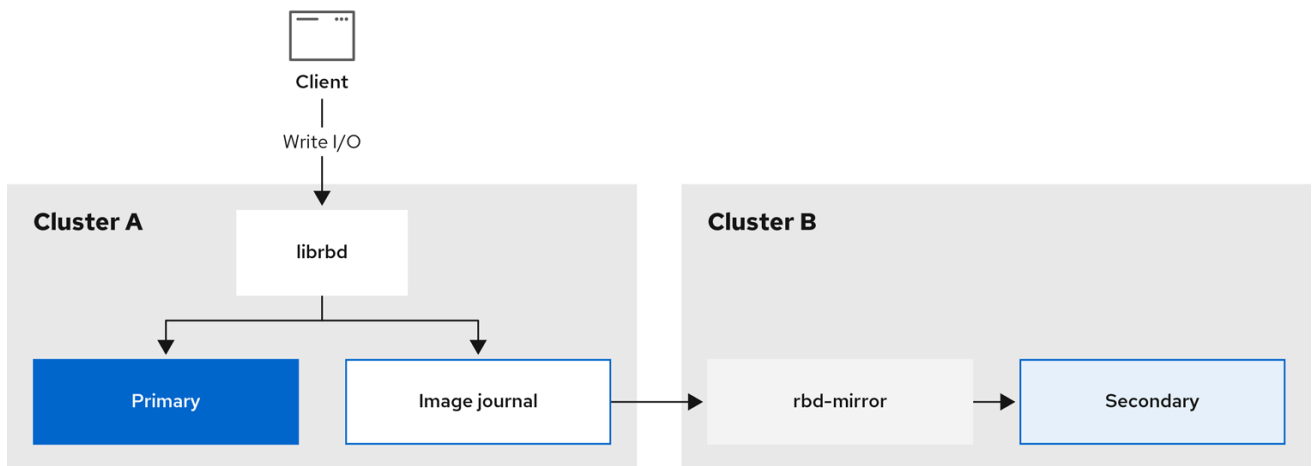 Client
Write I/O
Cluster A
librbd
Primary
Image journal
Cluster B
rbd-mirror
Secondary